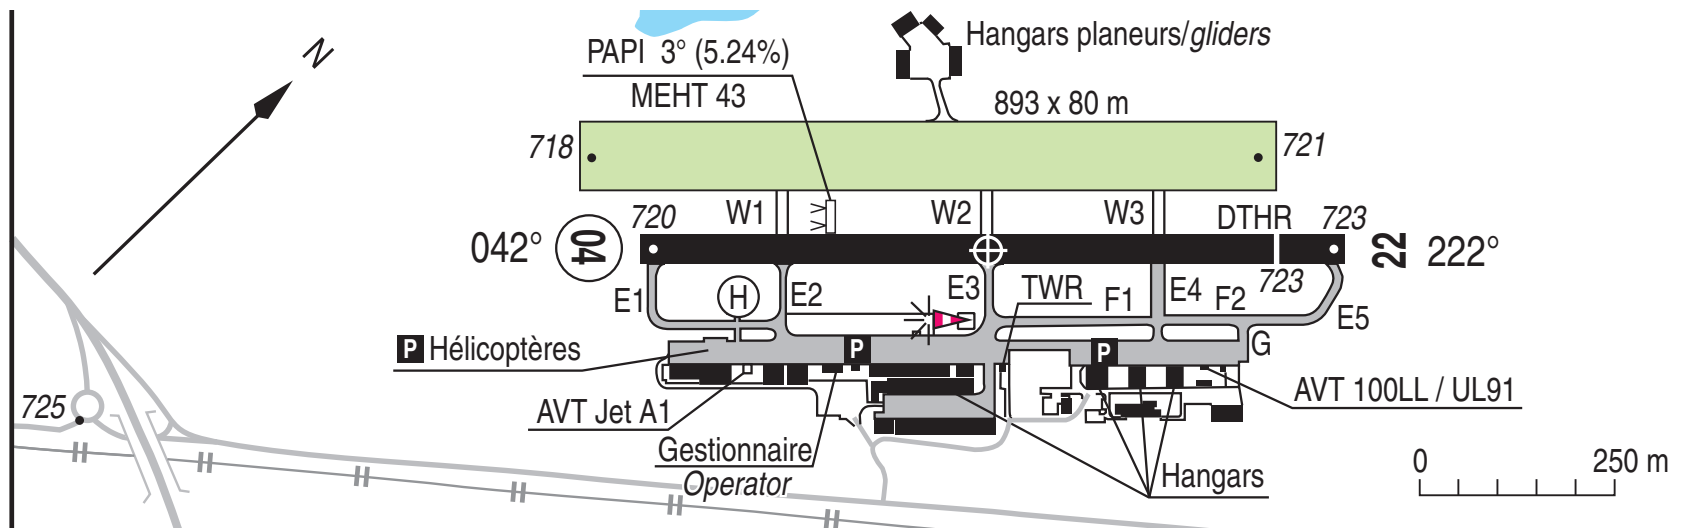 N
PAPI 3° (5.24%)
MEHT 43
Hangars planeurs/gliders
893 x 80 m
718
721
720
W1
W2
W3
DTHR
723
042°
04
22
222°
723
E1
H
E2
E3
TWR
F1
E4
F2
E5
P Hélicoptères
P
P
G
725
AVT Jet A1
AVT 100LL / UL91
Gestionnaire
Operator
Hangars
0
250 m